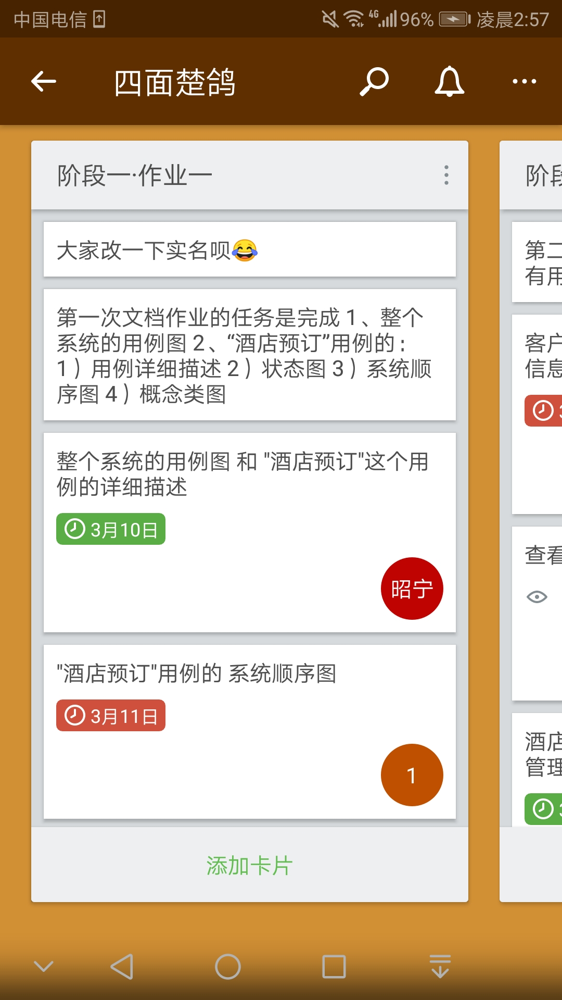 中国电信 4G 96% 凌晨2:57
四面楚鸽
阶段一·作业一
大家改一下实名呗😂
第一次文档作业的任务是完成 1、整个
系统的用例图 2、“酒店预订”用例的：
1）用例详细描述 2）状态图 3）系统顺
序图 4）概念类图
整个系统的用例图 和 "酒店预订"这个用
例的详细描述
3月10日
昭宁
"酒店预订"用例的 系统顺序图
3月11日
1
添加卡片
阶段
第二
有用
客户
信息
查看
酒店
管理